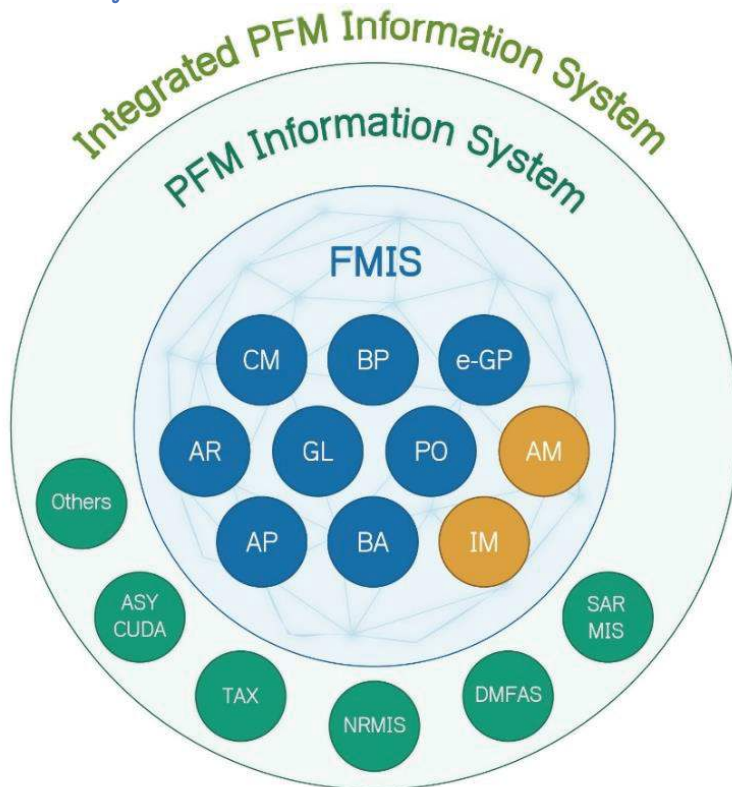 Integrated PFM Information System
PFM Information System
FMIS
CM BP e-GP
AR GL PO AM
AP BA IM
Others
ASY
CUDA
TAX
NRMIS
DMFAS
SAR
MIS